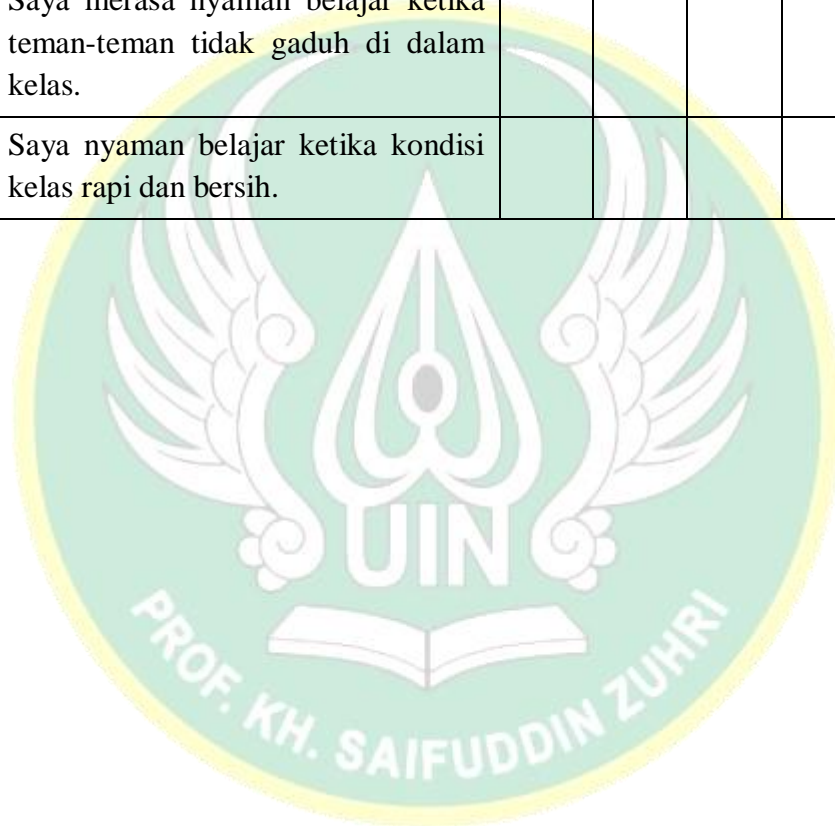 Saya merasa nyaman belajar ketika
teman-teman tidak gaduh di dalam
kelas.
Saya nyaman belajar ketika kondisi
kelas rapi dan bersih.
UIN
PROF. KH. SAIFUDDIN ZUHRI